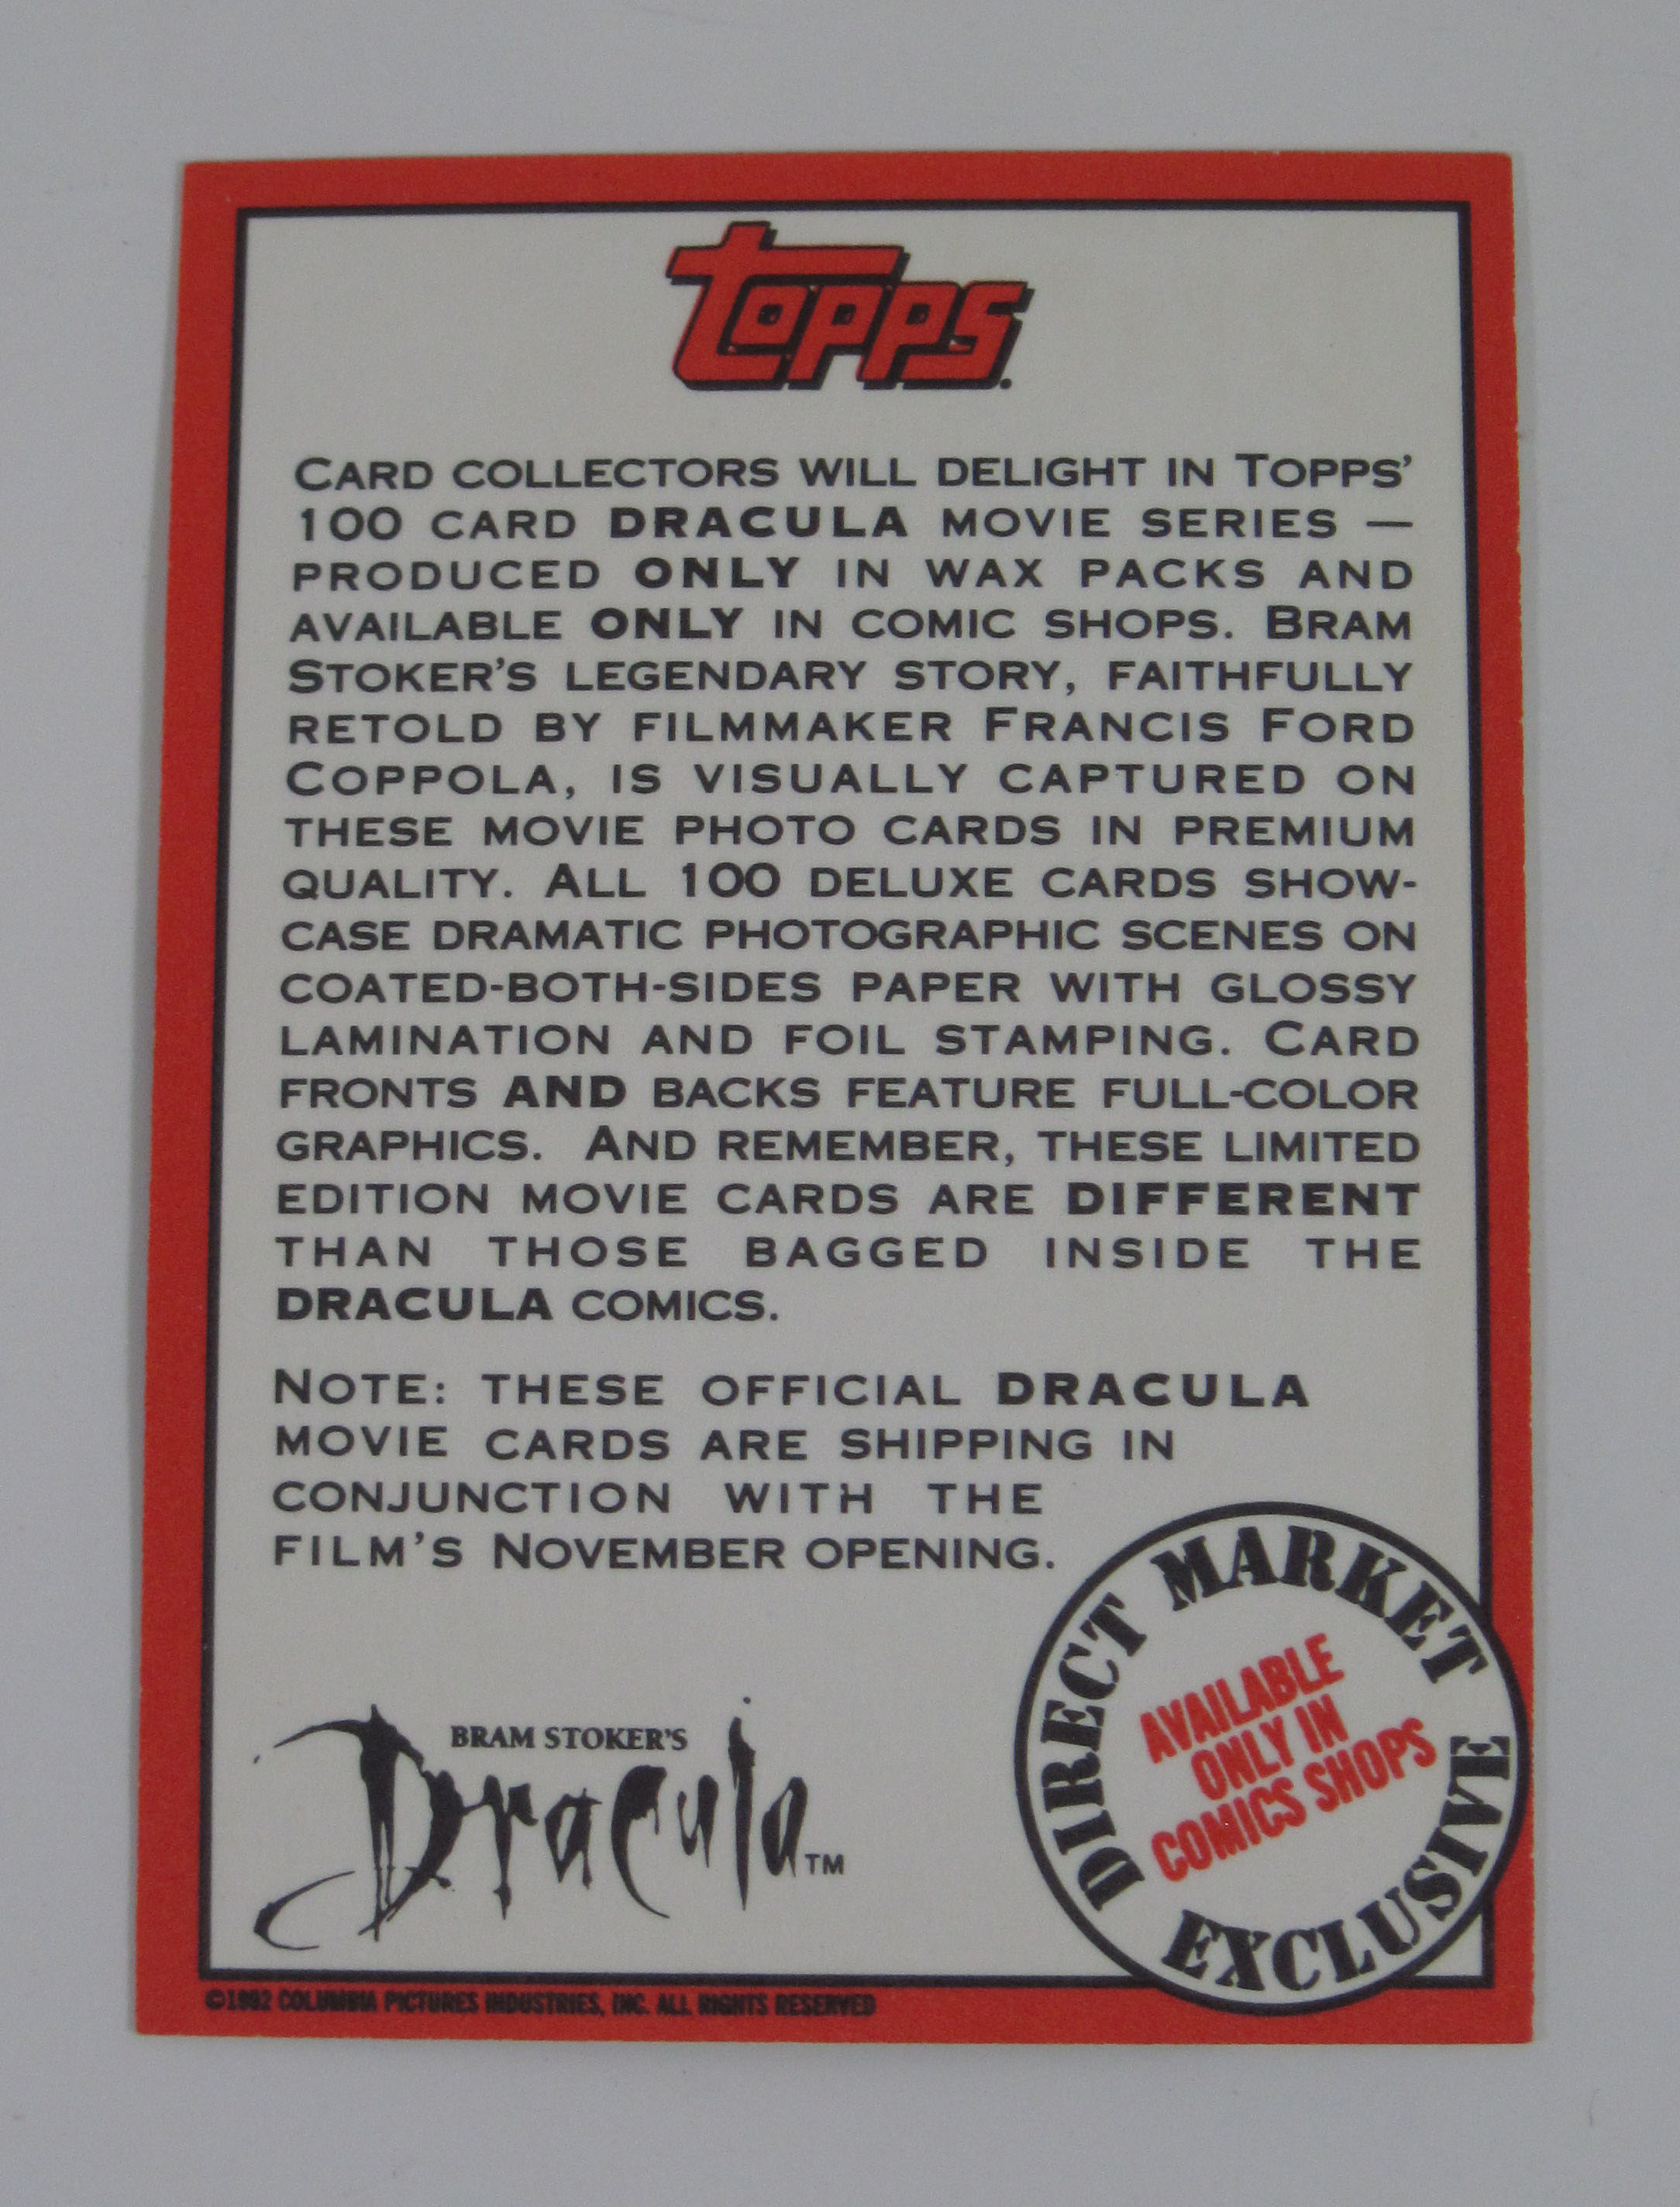 topps.
CARD COLLECTORS WILL DELIGHT IN TOPPS'
100 CARD DRACULA MOVIE SERIES —
PRODUCED ONLY IN WAX PACKS AND
AVAILABLE ONLY IN COMIC SHOPS. BRAM
STOKER'S LEGENDARY STORY, FAITHFULLY
RETOLD BY FILMMAKER FRANCIS FORD
COPPOLA, IS VISUALLY CAPTURED ON
THESE MOVIE PHOTO CARDS IN PREMIUM
QUALITY. ALL 100 DELUXE CARDS SHOW-
CASE DRAMATIC PHOTOGRAPHIC SCENES ON
COATED-BOTH-SIDES PAPER WITH GLOSSY
LAMINATION AND FOIL STAMPING. CARD
FRONTS AND BACKS FEATURE FULL-COLOR
GRAPHICS. AND REMEMBER, THESE LIMITED
EDITION MOVIE CARDS ARE DIFFERENT
THAN THOSE BAGGED INSIDE THE
DRACULA COMICS.
NOTE: THESE OFFICIAL DRACULA
MOVIE CARDS ARE SHIPPING IN
CONJUNCTION WITH THE
FILM'S NOVEMBER OPENING.
BRAM STOKER'S
Dracula TM
DIRECT MARKET
EXCLUSIVE
AVAILABLE
ONLY IN
COMICS SHOPS
©1992 COLUMBIA PICTURES INDUSTRIES, INC. ALL RIGHTS RESERVED